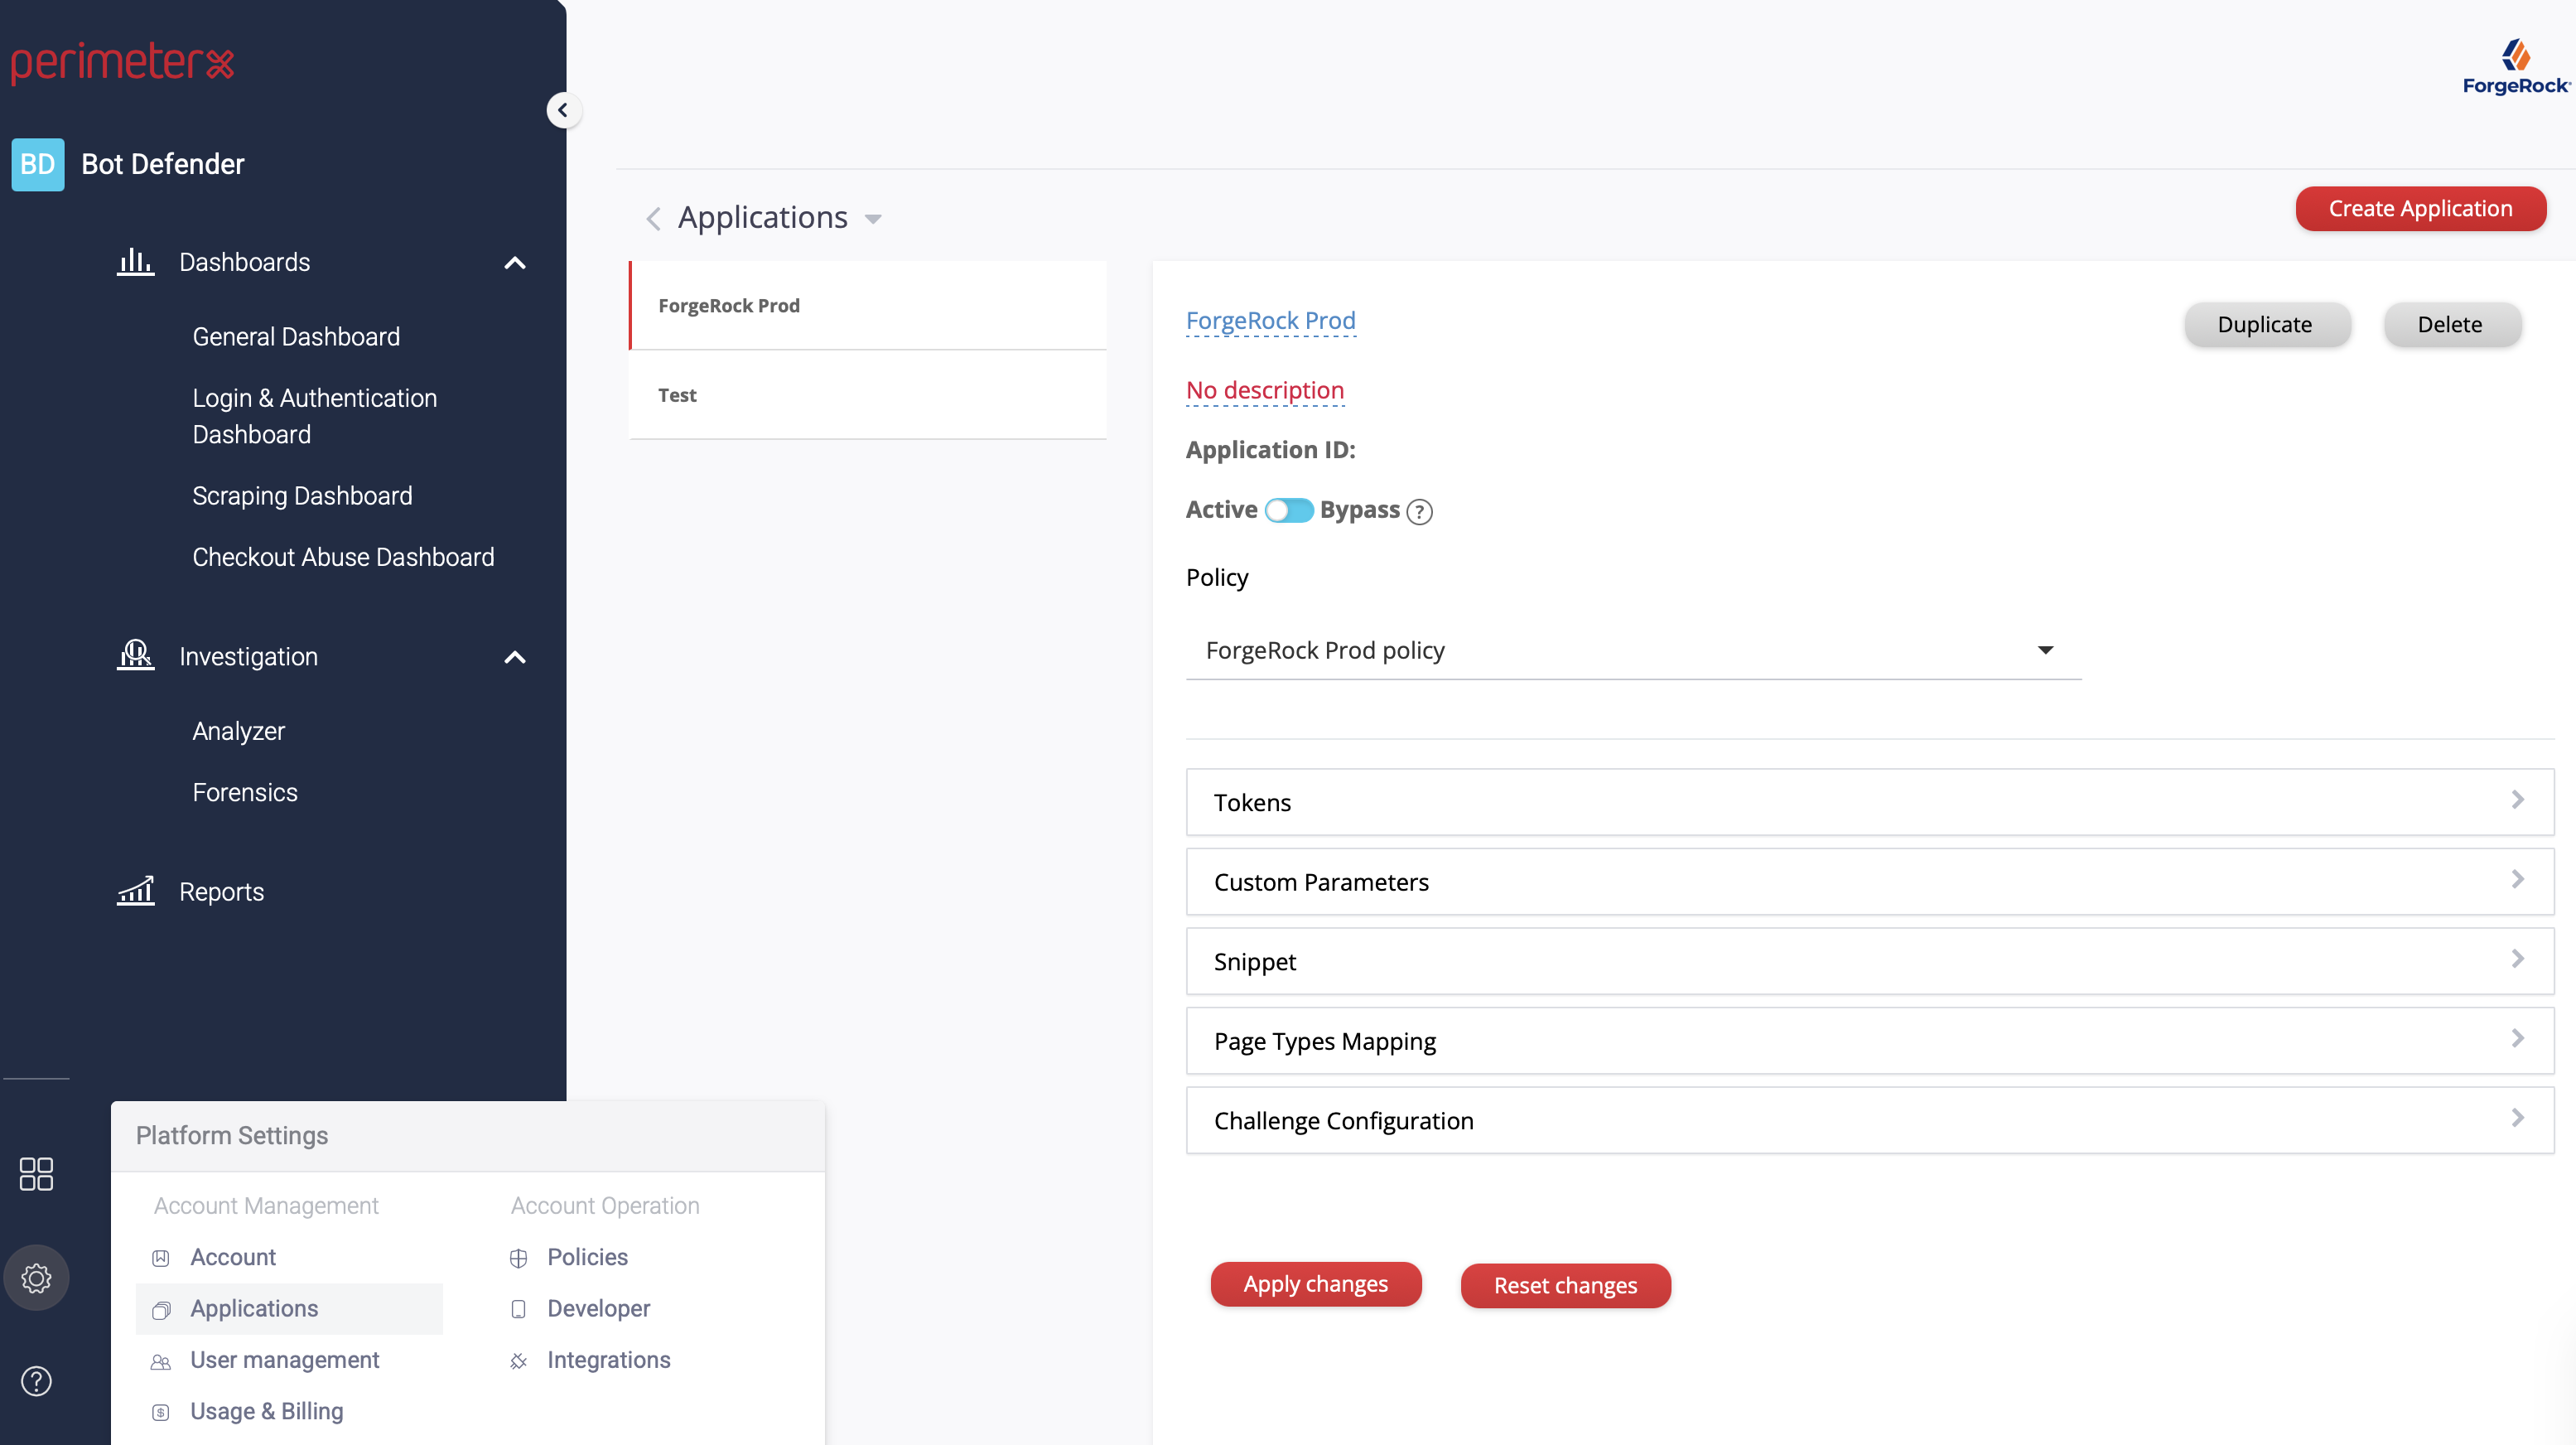 perimeterx
BD Bot Defender
Dashboards
General Dashboard
Login & Authentication
Dashboard
Scraping Dashboard
Checkout Abuse Dashboard
Investigation
Analyzer
Forensics
Reports
Platform Settings
Account Management
Account
Applications
User management
Usage & Billing
Account Operation
Policies
Developer
Integrations
ForgeRock
Applications
Create Application
ForgeRock Prod
Test
ForgeRock Prod
Duplicate
Delete
No description
Application ID:
Active Bypass ?
Policy
ForgeRock Prod policy
Tokens
Custom Parameters
Snippet
Page Types Mapping
Challenge Configuration
Apply changes
Reset changes